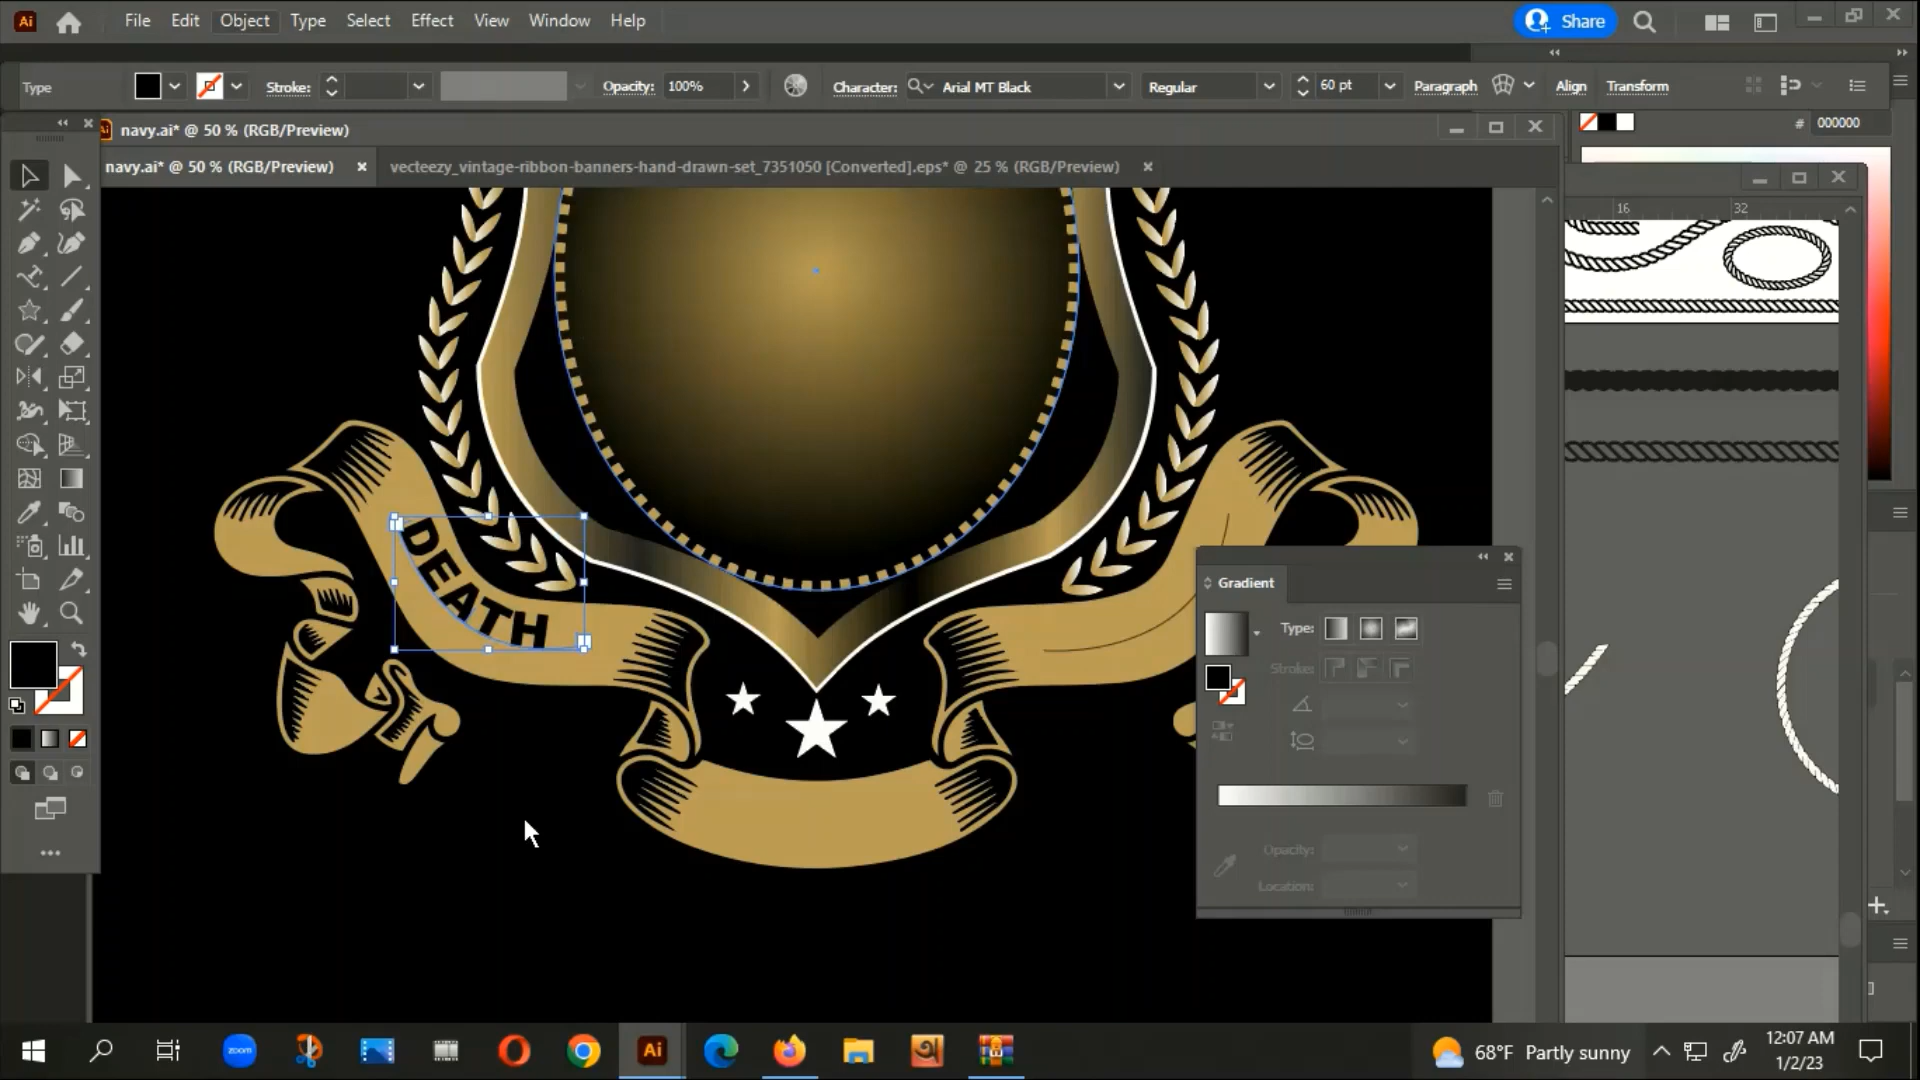 Ai File Edit Object Type Select Effect View Window Help Share
Type Stroke: Opacity: 100% Character: Arial MT Black Regular 60 pt Paragraph Align Transform
Ai navy.ai* @ 50 % (RGB/Preview)
# 000000
navy.ai* @ 50 % (RGB/Preview) vecteezy_vintage-ribbon-banners-hand-drawn-set_7351050 [Converted].eps* @ 25 % (RGB/Preview)
16 32
DEATH
Gradient
Type:
Stroke:
Opacity:
Location:
zoom Ai 68°F Partly sunny
12:07 AM
1/2/23